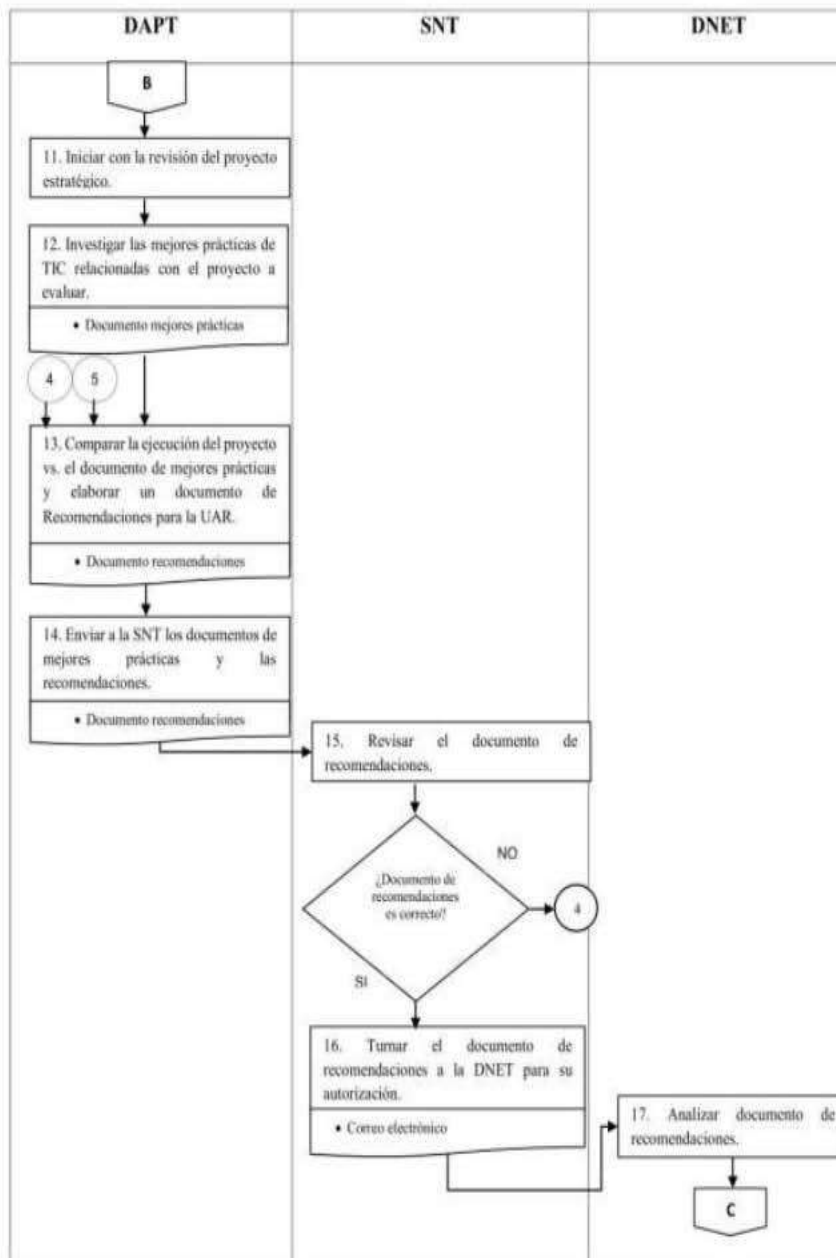 DAPT
SNT
DNET
B
11. Iniciar con la revisión del proyecto
estratégico.
12. Investigar las mejores prácticas de
TIC relacionadas con el proyecto a
evaluar.
• Documento mejores prácticas
4
5
13. Comparar la ejecución del proyecto
vs. el documento de mejores prácticas
y elaborar un documento de
Recomendaciones para la UAR.
• Documento recomendaciones
14. Enviar a la SNT los documentos de
mejores prácticas y las
recomendaciones.
• Documento recomendaciones
15. Revisar el documento de
recomendaciones.
¿Documento de
recomendaciones
es correcto?
NO
4
SI
16. Turnar el documento de
recomendaciones a la DNET para su
autorización.
• Correo electrónico
17. Analizar documento de
recomendaciones.
C